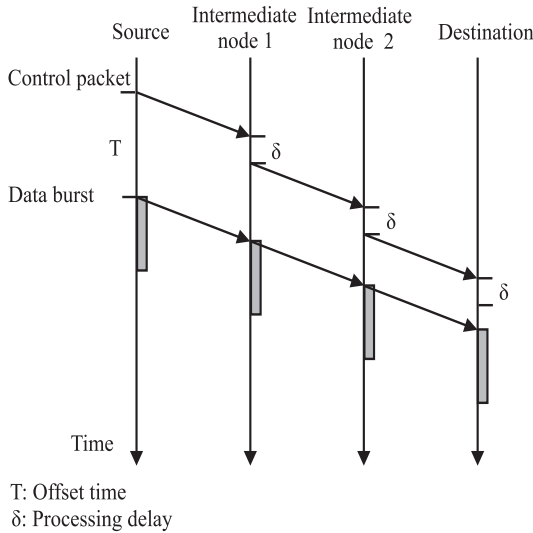 Source
Intermediate
node 1
Intermediate
node 2
Destination
Control packet
T
δ
Data burst
δ
δ
Time
T: Offset time
δ: Processing delay